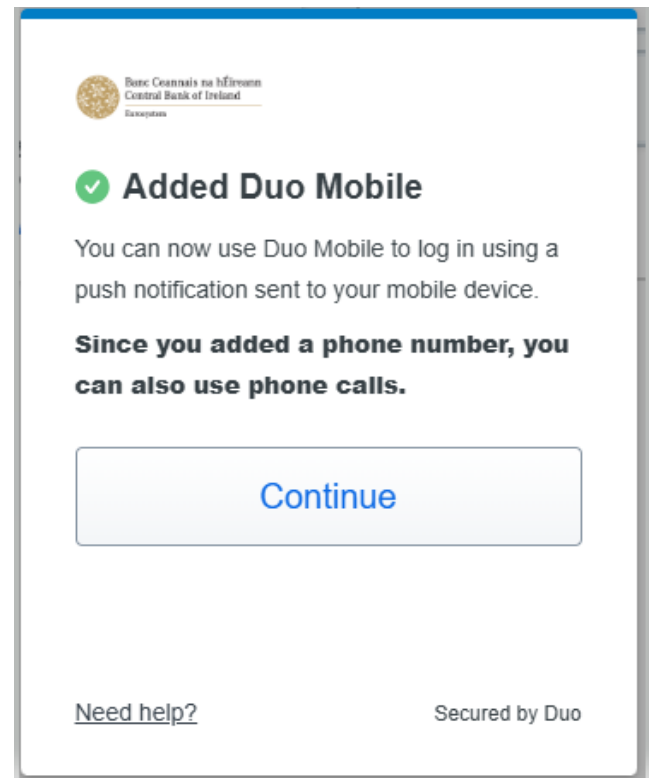 Banc Ceannais na hÉireann
Central Bank of Ireland
Eurosystem
Added Duo Mobile
You can now use Duo Mobile to log in using a
push notification sent to your mobile device.
Since you added a phone number, you
can also use phone calls.
Continue
Need help?
Secured by Duo